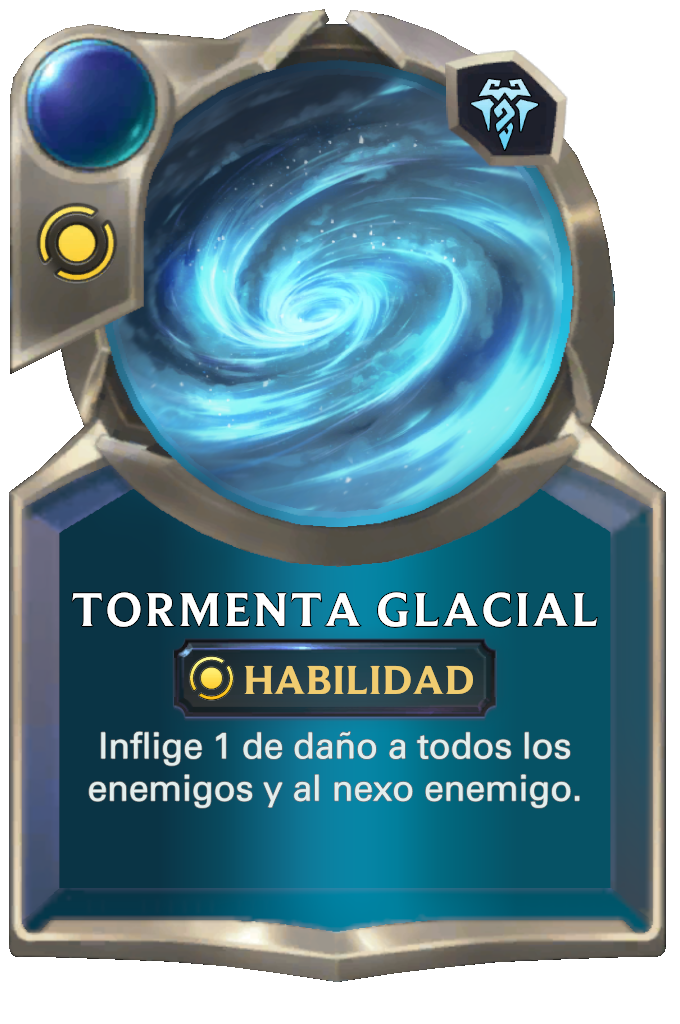 TORMENTA GLACIAL
HABILIDAD
Inflige 1 de daño a todos los
enemigos y al nexo enemigo.